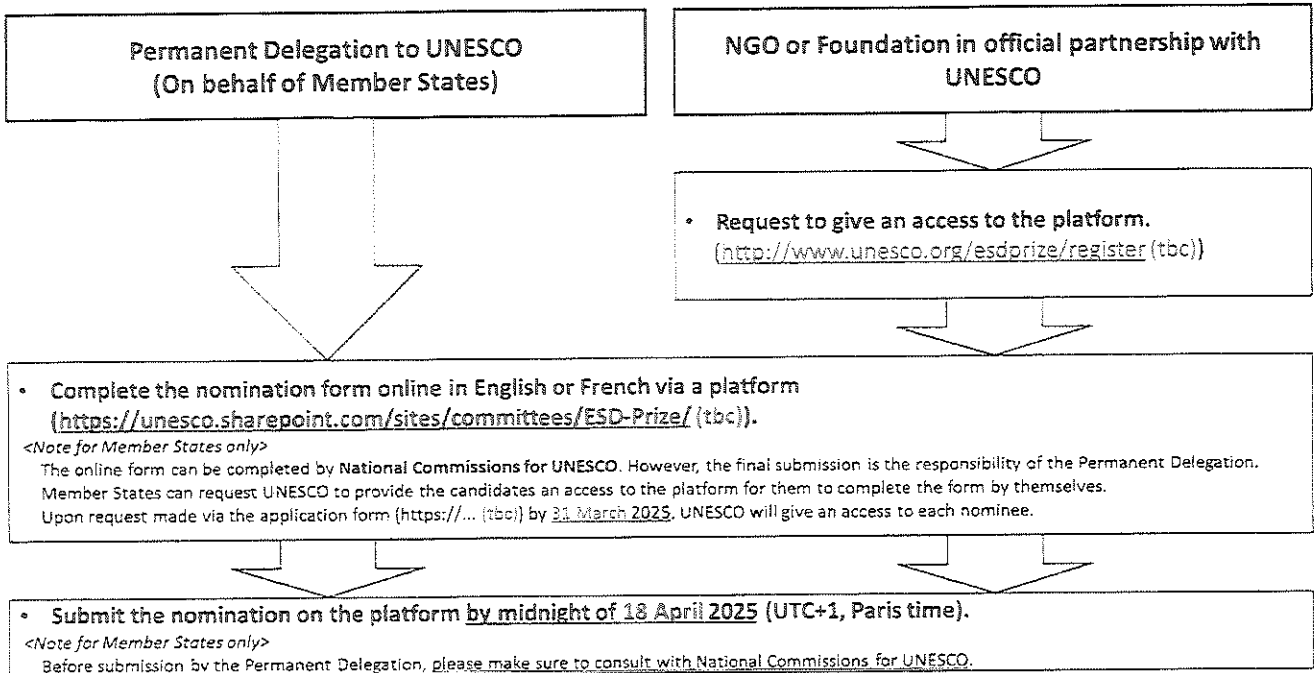 Permanent Delegation to UNESCO
(On behalf of Member States)
NGO or Foundation in official partnership with
UNESCO
• Request to give an access to the platform.
(http://www.unesco.org/esdprize/register (tbc))
• Complete the nomination form online in English or French via a platform
(https://unesco.sharepoint.com/sites/committees/ESD-Prize/ (tbc)).
<Note for Member States only>
The online form can be completed by National Commissions for UNESCO. However, the final submission is the responsibility of the Permanent Delegation.
Member States can request UNESCO to provide the candidates an access to the platform for them to complete the form by themselves.
Upon request made via the application form (https://... (tbc)) by 31 March 2025, UNESCO will give an access to each nominee.
• Submit the nomination on the platform by midnight of 18 April 2025 (UTC+1, Paris time).
<Note for Member States only>
Before submission by the Permanent Delegation, please make sure to consult with National Commissions for UNESCO.